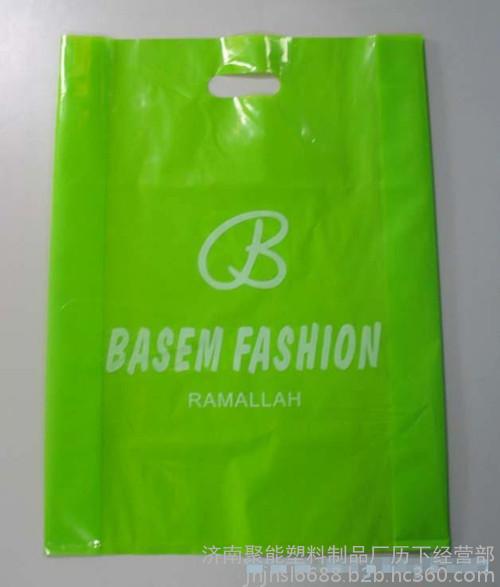 B
BASEM FASHION
RAMALLAH
济南聚能塑料制品厂历下经营部
jnjnsl6688.b2b.hc360.com